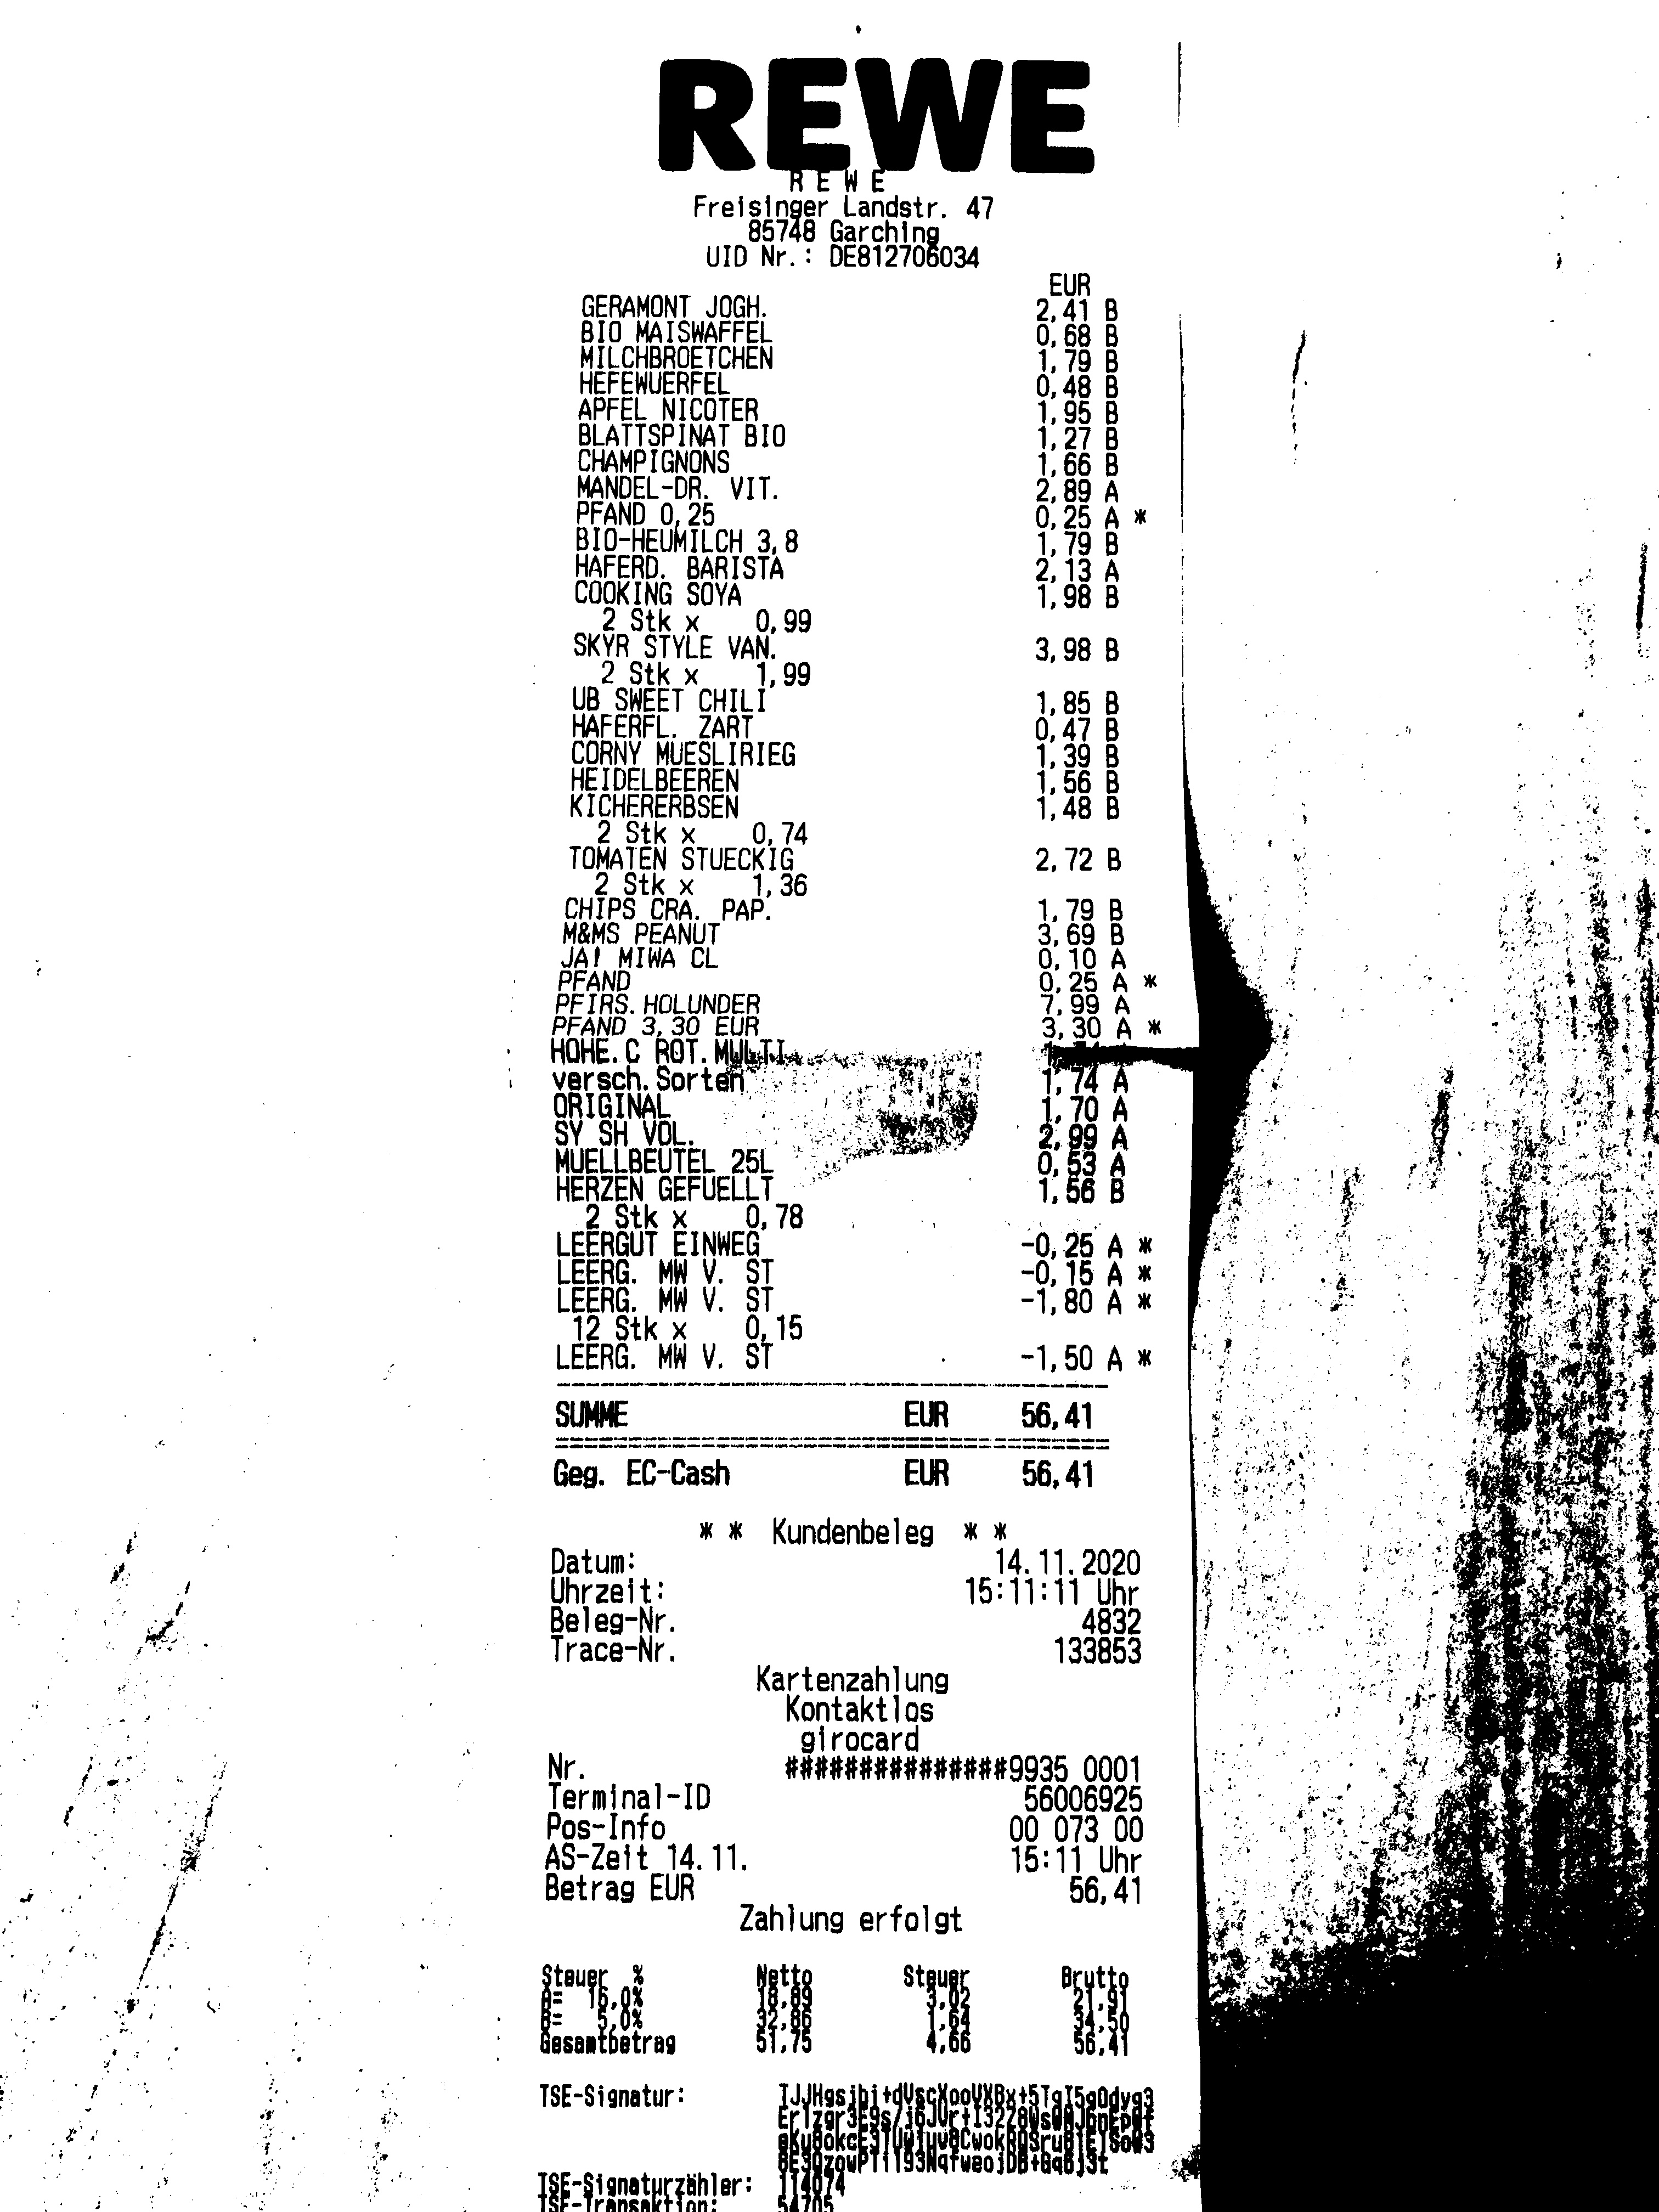 REWE
R E W E
Freisinger Landstr. 47
85748 Garching
UID Nr.: DE812706034
EUR
GERAMONT JOGH. 2,41 B
BIO MAISWAFFEL 0,68 B
MILCHBROETCHEN 1,79 B
HEFEWUERFEL 0,48 B
APFEL NICOTER 1,95 B
BLATTSPINAT BIO 1,27 B
CHAMPIGNONS 1,66 B
MANDEL-DR. VIT. 2,89 A
PFAND 0,25 0,25 A *
BIO-HEUMILCH 3,8 1,79 B
HAFERD. BARISTA 2,13 A
COOKING SOYA 1,98 B
2 Stk x 0,99
SKYR STYLE VAN. 3,98 B
2 Stk x 1,99
UB SWEET CHILI 1,85 B
HAFERFL. ZART 0,47 B
CORNY MUESLIRIEG 1,39 B
HEIDELBEEREN 1,56 B
KICHERERBSEN 1,48 B
2 Stk x 0,74
TOMATEN STUECKIG 2,72 B
2 Stk x 1,36
CHIPS CRA. PAP. 1,79 B
M&MS PEANUT 3,69 B
JA! MIWA CL 0,10 A
PFAND 0,25 A *
PFIRS.HOLUNDER 7,99 A
PFAND 3,30 EUR 3,30 A *
HOHE.C ROT.MULTI
versch.Sorten 1,74 A
ORIGINAL 1,70 A
SY SH VOL. 2,99 A
MUELLBEUTEL 25L 0,53 A
HERZEN GEFUELLT 1,56 B
2 Stk x 0,78
LEERGUT EINWEG -0,25 A *
LEERG. MW V. ST -0,15 A *
LEERG. MW V. ST -1,80 A *
12 Stk x 0,15
LEERG. MW V. ST -1,50 A *
SUMME EUR 56,41
Geg. EC-Cash EUR 56,41
* * Kundenbeleg * *
Datum: 14.11.2020
Uhrzeit: 15:11:11 Uhr
Beleg-Nr. 4832
Trace-Nr. 133853
Kartenzahlung
Kontaktlos
girocard
Nr. ###############9935 0001
Terminal-ID 56006925
Pos-Info 00 073 00
AS-Zeit 14.11. 15:11 Uhr
Betrag EUR 56,41
Zahlung erfolgt
Steuer % Netto Steuer Brutto
A= 16,0% 18,89 3,02 21,91
B= 5,0% 32,86 1,64 34,50
Gesamtbetrag 51,75 4,66 56,41
TSE-Signatur:
TSE-Signaturzähler: 114074
TSE-Transaktion: 54705